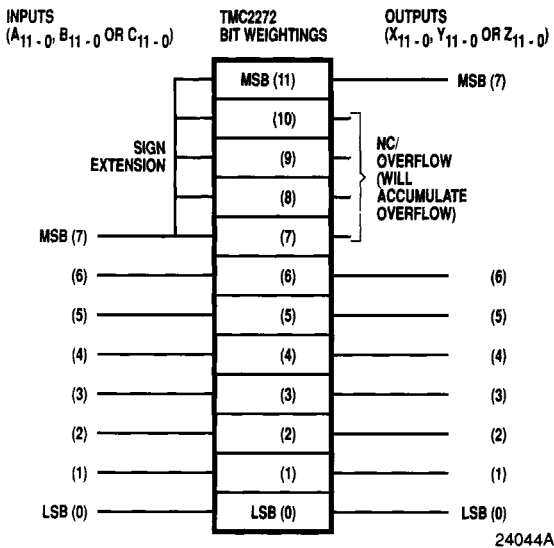 INPUTS
(A11 - 0, B11 - 0 OR C11 - 0)
TMC2272
BIT WEIGHTINGS
OUTPUTS
(X11 - 0, Y11 - 0 OR Z11 - 0)
MSB (11)
MSB (7)
(10)
SIGN
EXTENSION
(9)
NC/
OVERFLOW
(WILL
ACCUMULATE
OVERFLOW)
(8)
MSB (7)
(7)
(6)
(6)
(6)
(5)
(5)
(5)
(4)
(4)
(4)
(3)
(3)
(3)
(2)
(2)
(2)
(1)
(1)
(1)
LSB (0)
LSB (0)
LSB (0)
24044A